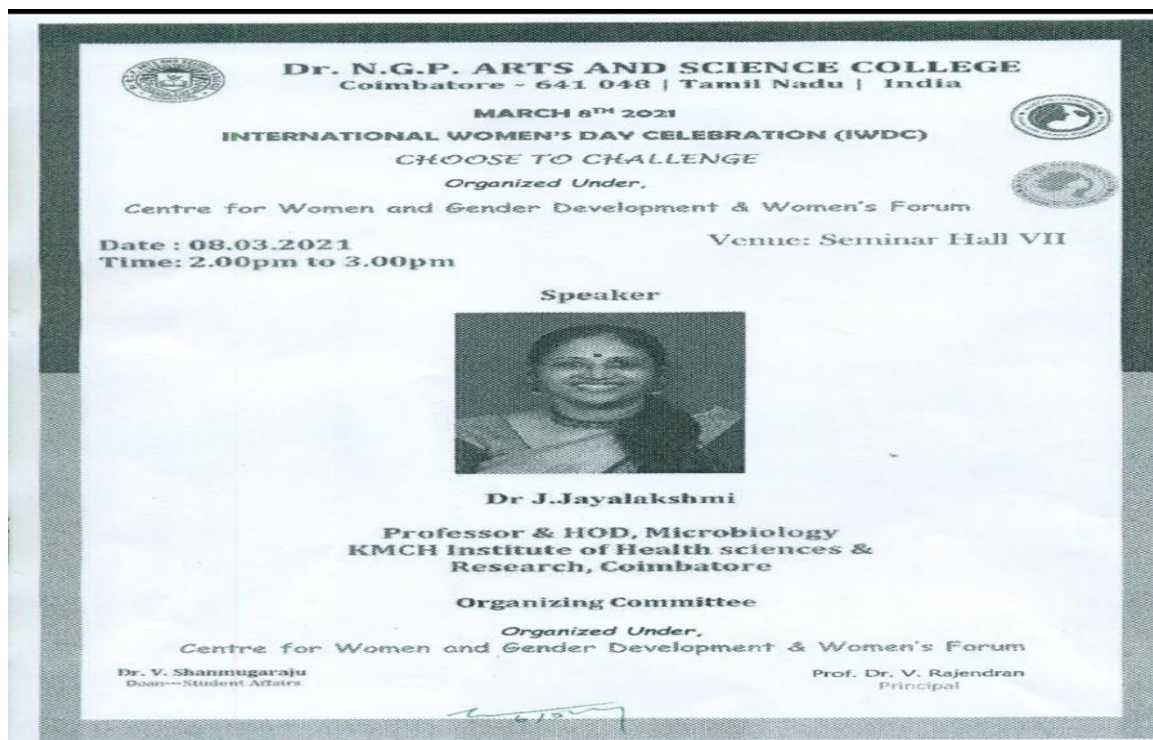 Dr. N.G.P. ARTS AND SCIENCE COLLEGE
Coimbatore - 641 048 | Tamil Nadu | India
MARCH 8TH 2021
INTERNATIONAL WOMEN'S DAY CELEBRATION (IWDC)
CHOOSE TO CHALLENGE
Organized Under,
Centre for Women and Gender Development & Women's Forum
Date : 08.03.2021
Venue: Seminar Hall VII
Time: 2.00pm to 3.00pm
Speaker
Dr J.Jayalakshmi
Professor & HOD, Microbiology
KMCH Institute of Health sciences &
Research, Coimbatore
Organizing Committee
Organized Under,
Centre for Women and Gender Development & Women's Forum
Dr. V. Shanmugaraju
Prof. Dr. V. Rajendran
Dean—Student Affairs
Principal